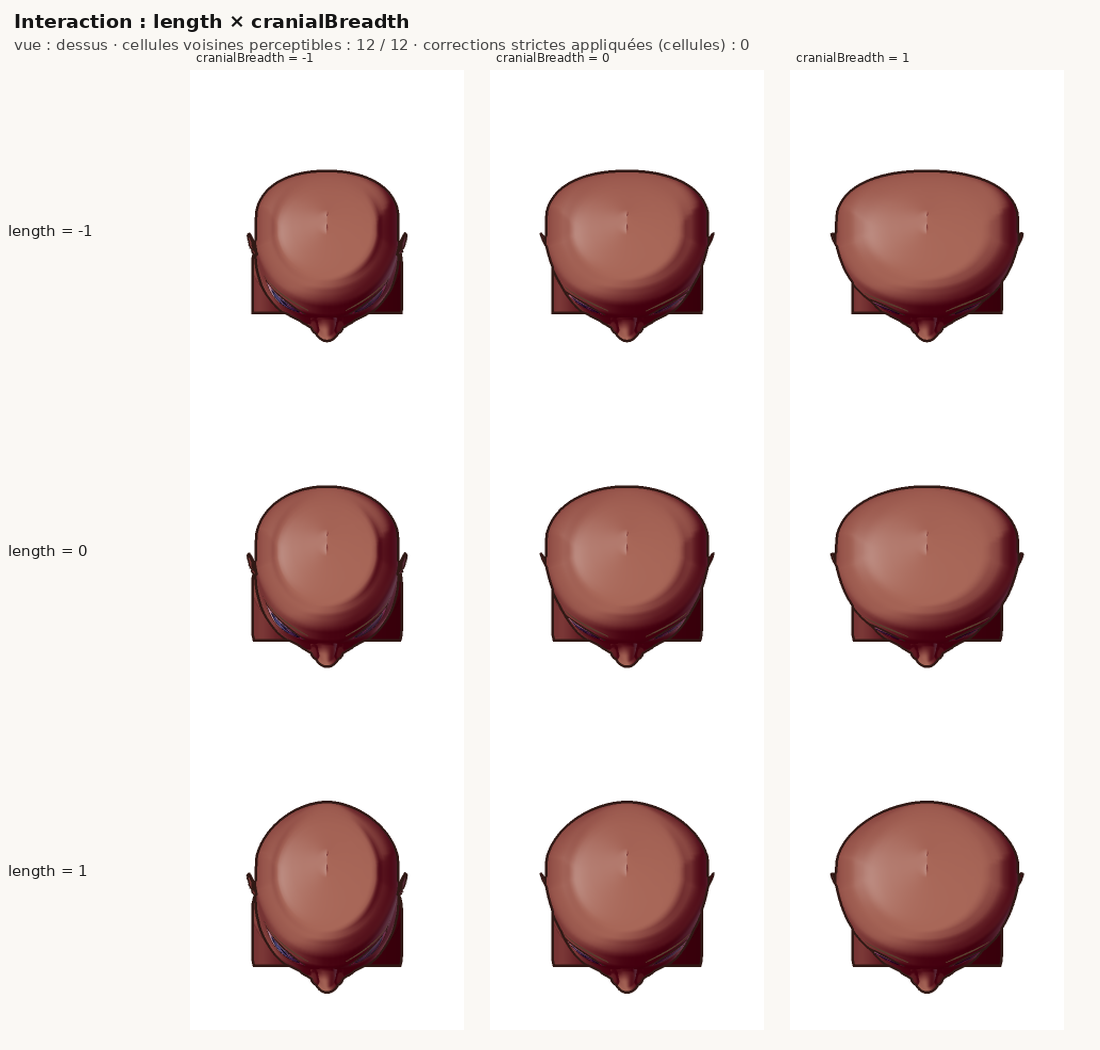 Interaction : length × cranialBreadth
vue : dessus · cellules voisines perceptibles : 12 / 12 · corrections strictes appliquées (cellules) : 0
cranialBreadth = -1
cranialBreadth = 0
cranialBreadth = 1
length = -1
length = 0
length = 1